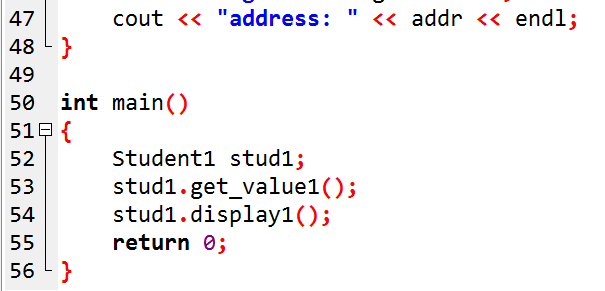 47 cout << "address: " << addr << endl;
48 }
49
50 int main()
51 {
52 Student1 stud1;
53 stud1.get_value1();
54 stud1.display1();
55 return 0;
56 }